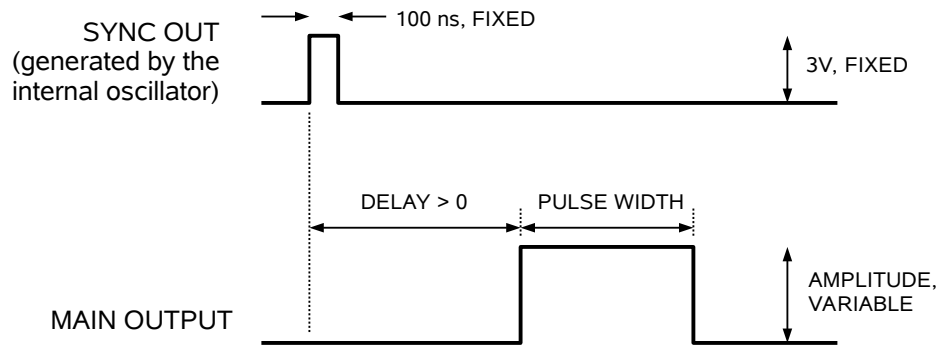 100 ns, FIXED
SYNC OUT
(generated by the
internal oscillator)
3V, FIXED
DELAY > 0
PULSE WIDTH
AMPLITUDE,
VARIABLE
MAIN OUTPUT